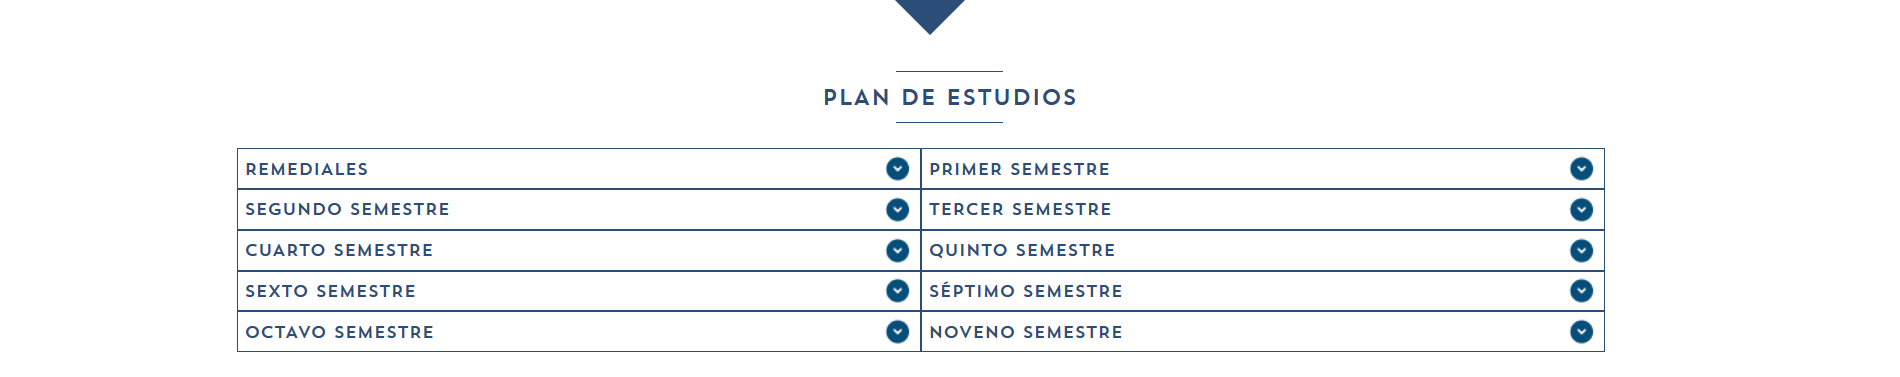 PLAN DE ESTUDIOS
REMEDIALES
PRIMER SEMESTRE
SEGUNDO SEMESTRE
TERCER SEMESTRE
CUARTO SEMESTRE
QUINTO SEMESTRE
SEXTO SEMESTRE
SÉPTIMO SEMESTRE
OCTAVO SEMESTRE
NOVENO SEMESTRE